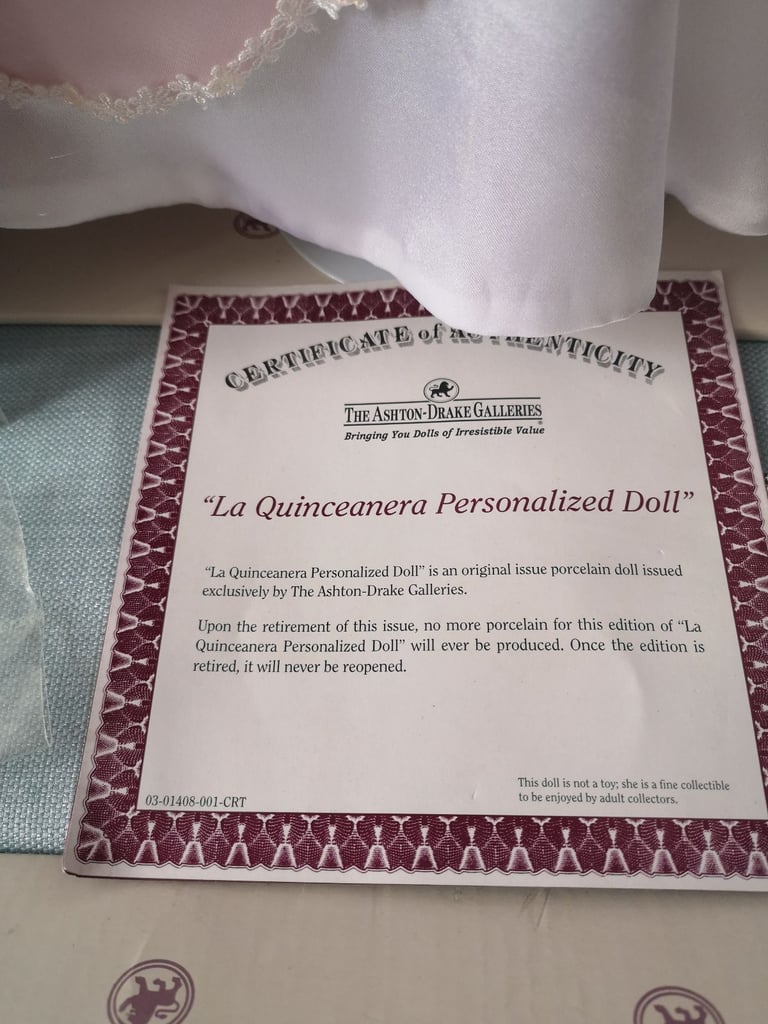 CERTIFICATE of AUTHENTICITY
THE ASHTON-DRAKE GALLERIES
Bringing You Dolls of Irresistible Value
“La Quinceanera Personalized Doll”
“La Quinceanera Personalized Doll” is an original issue porcelain doll issued
exclusively by The Ashton-Drake Galleries.
Upon the retirement of this issue, no more porcelain for this edition of “La
Quinceanera Personalized Doll” will ever be produced. Once the edition is
retired, it will never be reopened.
This doll is not a toy; she is a fine collectible
to be enjoyed by adult collectors.
03-01408-001-CRT